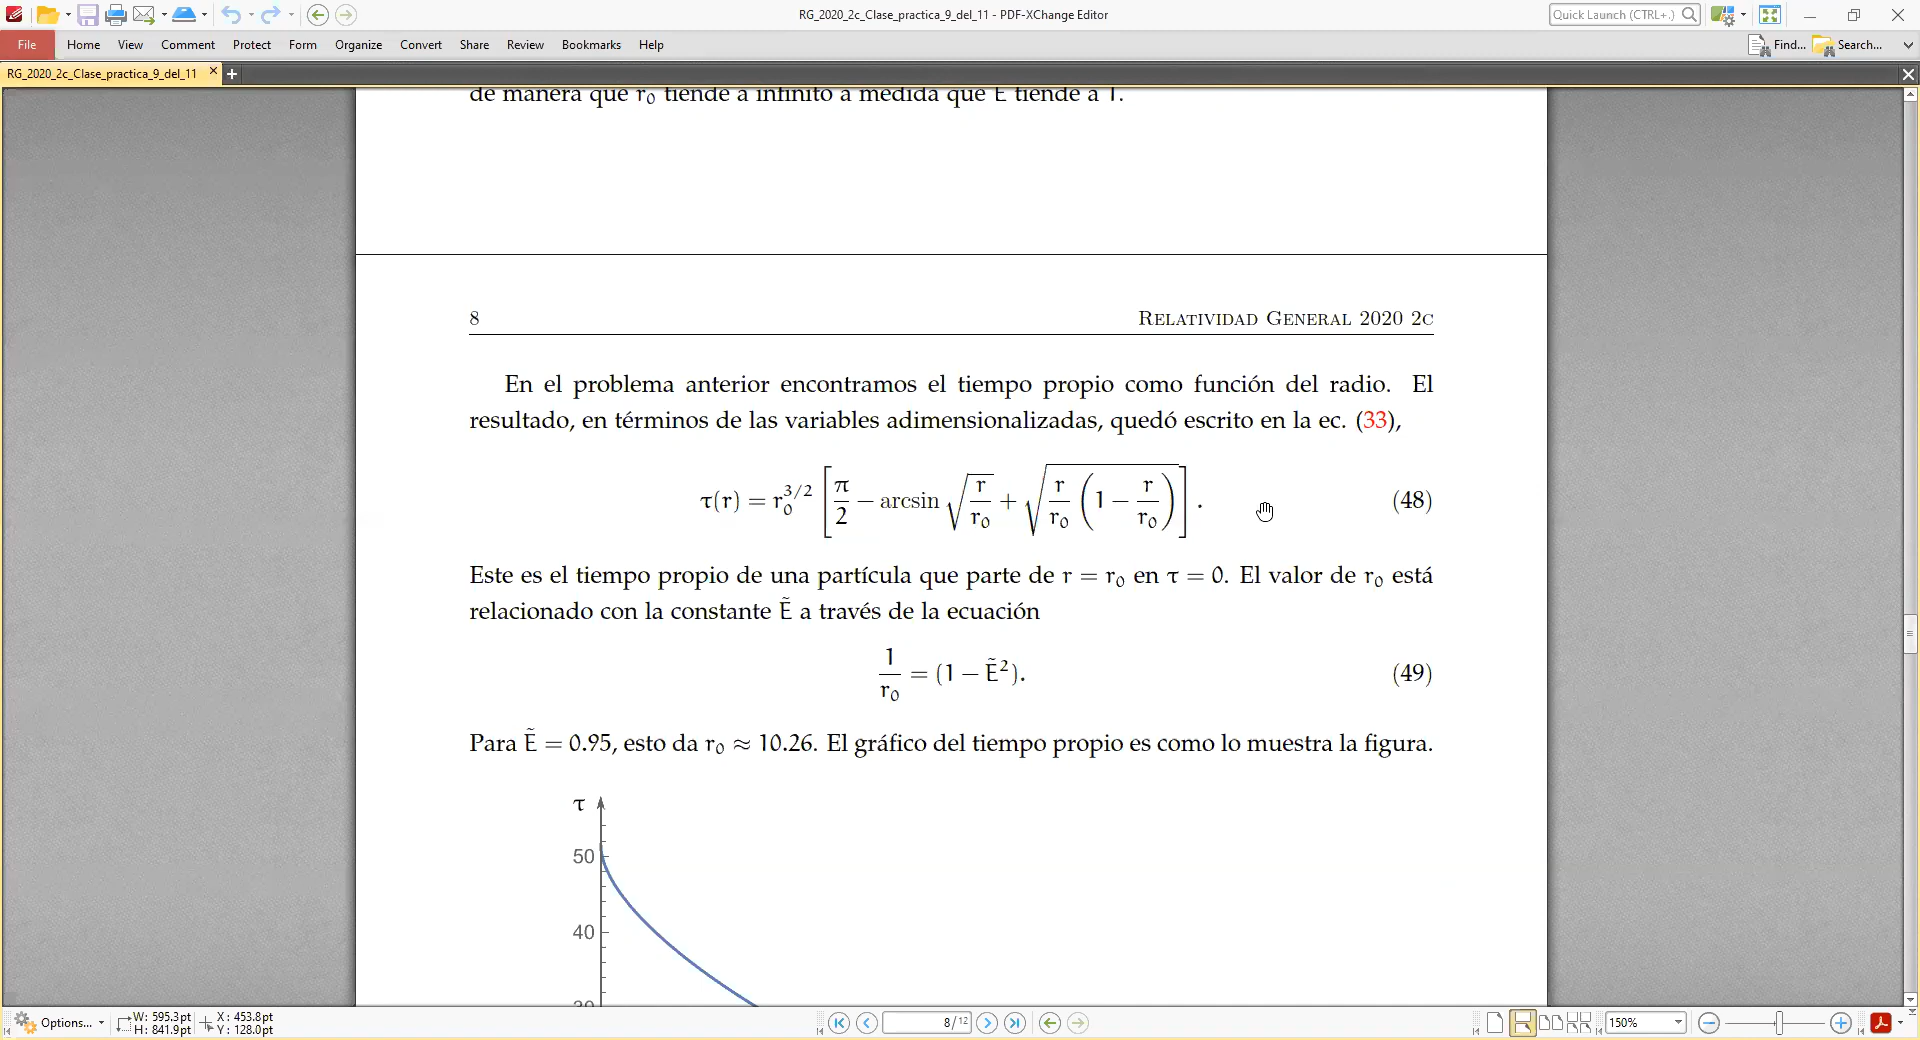 RG_2020_2c_Clase_practica_9_del_11 - PDF-XChange Editor
Quick Launch (CTRL+.)
File Home View Comment Protect Form Organize Convert Share Review Bookmarks Help
Find... Search...
RG_2020_2c_Clase_practica_9_del_11
de manera que r₀ tiende a infinito a medida que Ẽ tiende a 1.
8 RELATIVIDAD GENERAL 2020 2C
En el problema anterior encontramos el tiempo propio como función del radio. El
resultado, en términos de las variables adimensionalizadas, quedó escrito en la ec. (33),
τ(r) = r₀^{3/2} [ π/2 − arcsin √(r/r₀) + √( r/r₀ (1 − r/r₀) ) ] . (48)
Este es el tiempo propio de una partícula que parte de r = r₀ en τ = 0. El valor de r₀ está
relacionado con la constante Ẽ a través de la ecuación
1/r₀ = (1 − Ẽ²). (49)
Para Ẽ = 0.95, esto da r₀ ≈ 10.26. El gráfico del tiempo propio es como lo muestra la figura.
τ
50
40
30
Options...
W: 595.3pt
H: 841.9pt
X: 453.8pt
Y: 128.0pt
8/12
150%